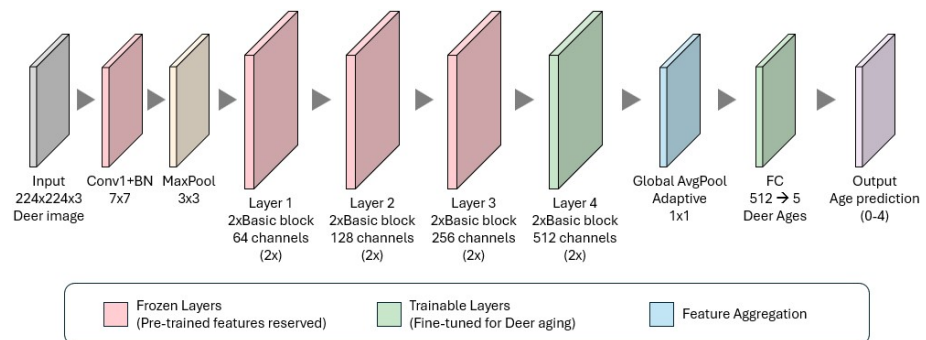 Input
224x224x3
Deer image
Conv1+BN
7x7
MaxPool
3x3
Layer 1
2xBasic block
64 channels
(2x)
Layer 2
2xBasic block
128 channels
(2x)
Layer 3
2xBasic block
256 channels
(2x)
Layer 4
2xBasic block
512 channels
(2x)
Global AvgPool
Adaptive
1x1
FC
512 → 5
Deer Ages
Output
Age prediction
(0-4)
Frozen Layers
(Pre-trained features reserved)
Trainable Layers
(Fine-tuned for Deer aging)
Feature Aggregation